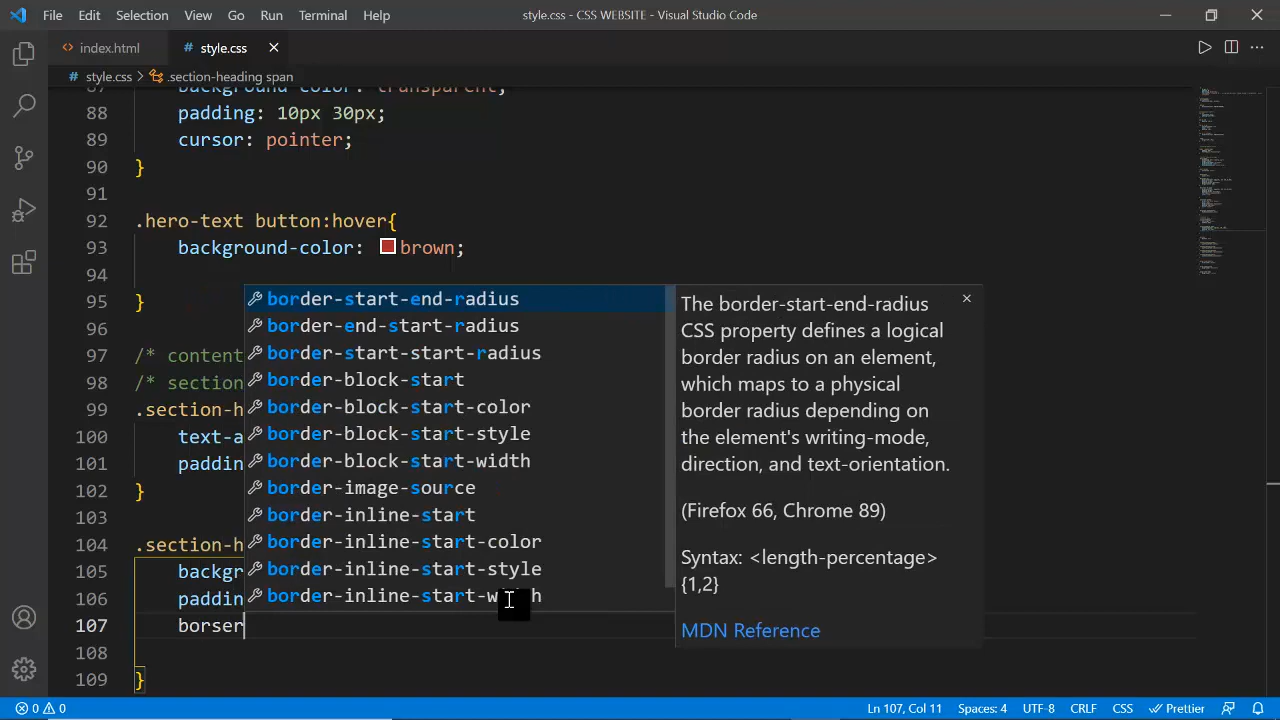 File Edit Selection View Go Run Terminal Help style.css - CSS WEBSITE - Visual Studio Code
index.html style.css
style.css .section-heading span
87 background-color: transparent;
88 padding: 10px 30px;
89 cursor: pointer;
90 }
91
92 .hero-text button:hover{
93 background-color: brown;
94
95 }
96
97 /* content
98 /* section
99 .section-h
100 text-a
101 paddin
102 }
103
104 .section-h
105 backgr
106 paddin
107 borser
108
109 }
border-start-end-radius
border-end-start-radius
border-start-start-radius
border-block-start
border-block-start-color
border-block-start-style
border-block-start-width
border-image-source
border-inline-start
border-inline-start-color
border-inline-start-style
border-inline-start-width
The border-start-end-radius
CSS property defines a logical
border radius on an element,
which maps to a physical
border radius depending on
the element's writing-mode,
direction, and text-orientation.
(Firefox 66, Chrome 89)
Syntax: <length-percentage>
{1,2}
MDN Reference
0 0 Ln 107, Col 11 Spaces: 4 UTF-8 CRLF CSS Prettier